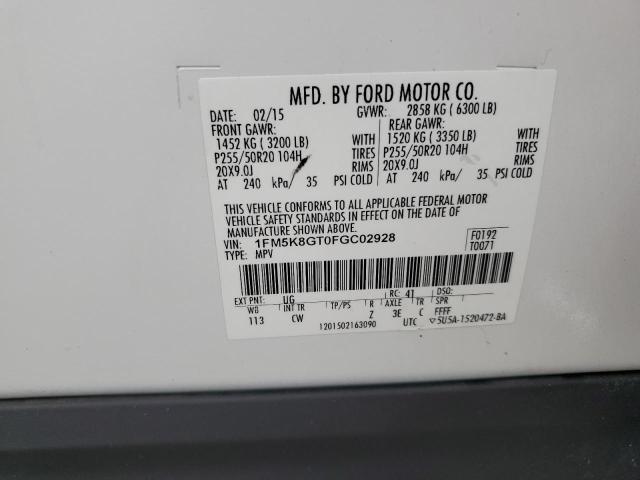 MFD. BY FORD MOTOR CO.
DATE: 02/15 GVWR: 2858 KG ( 6300 LB)
FRONT GAWR: REAR GAWR:
1452 KG ( 3200 LB) WITH 1520 KG ( 3350 LB) WITH
P255/50R20 104H TIRES P255/50R20 104H TIRES
20X9.0J RIMS 20X9.0J RIMS
AT 240 kPa/ 35 PSI COLD AT 240 kPa/ 35 PSI COLD
THIS VEHICLE CONFORMS TO ALL APPLICABLE FEDERAL MOTOR
VEHICLE SAFETY STANDARDS IN EFFECT ON THE DATE OF
MANUFACTURE SHOWN ABOVE.
VIN: 1FM5K8GT0FGC02928 F0192
TYPE: MPV T0071
EXT PNT: UG RC: 41 DSO:
WB INT TR TP/PS R AXLE TR SPR
113 CW Z 3E C FFFF
1201502163090 UTC ▽5U5A-1520472-BA